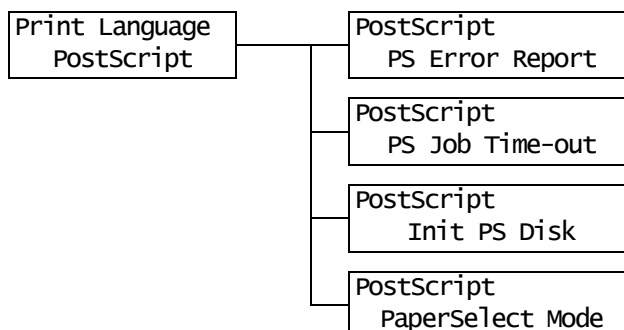 Print Language
PostScript
PostScript
PS Error Report
PostScript
PS Job Time-out
PostScript
Init PS Disk
PostScript
PaperSelect Mode